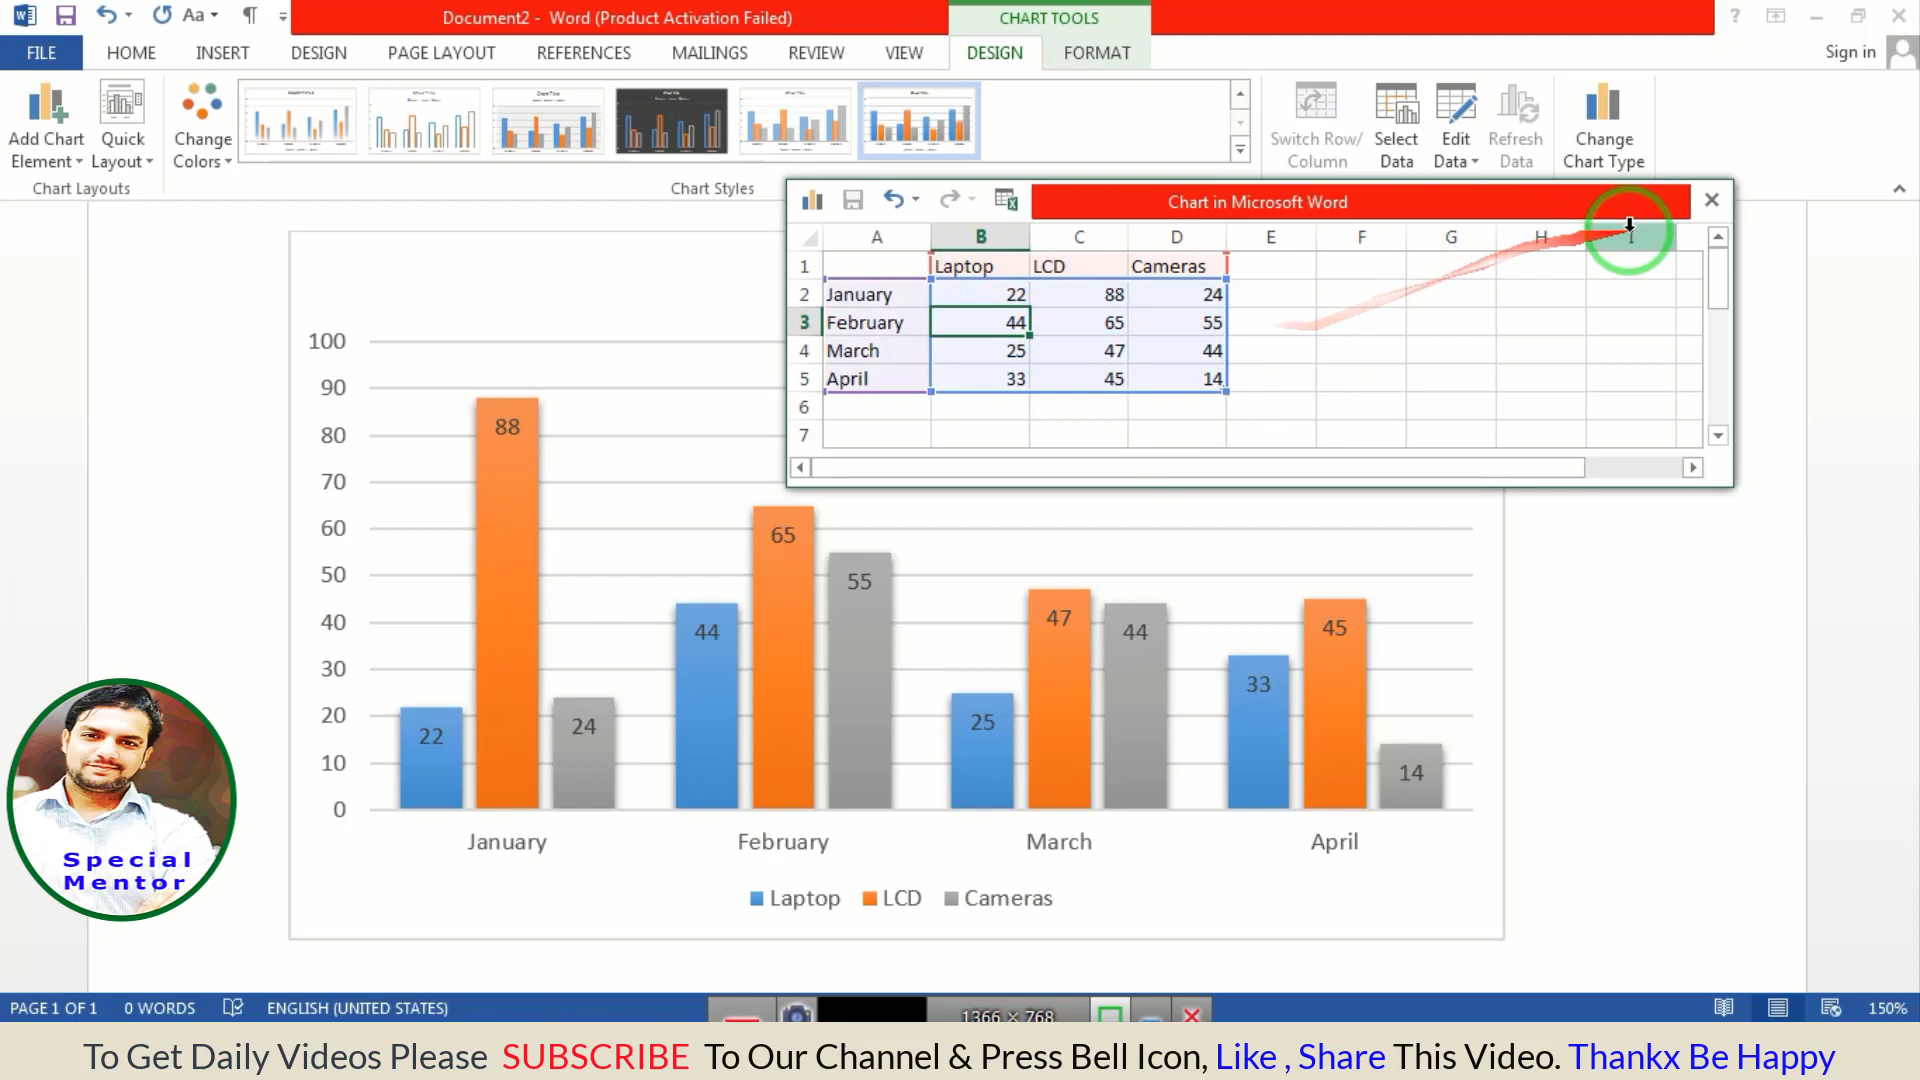 Document2 - Word (Product Activation Failed)
CHART TOOLS
?
Aa
FILE
HOME
INSERT
DESIGN
PAGE LAYOUT
REFERENCES
MAILINGS
REVIEW
VIEW
DESIGN
FORMAT
Sign in
Add Chart
Element
Quick
Layout
Change
Colors
Switch Row/
Column
Select
Data
Edit
Data
Refresh
Data
Change
Chart Type
Chart Layouts
Chart Styles
Chart in Microsoft Word
A B C D E F G H I
1 Laptop LCD Cameras
2 January 22 88 24
3 February 44 65 55
4 March 25 47 44
5 April 33 45 14
6
7
100
90
80
70
60
50
40
30
20
10
0
22
88
24
44
65
55
25
47
44
33
45
14
January
February
March
April
Laptop LCD Cameras
Special
Mentor
PAGE 1 OF 1
0 WORDS
ENGLISH (UNITED STATES)
1366 × 768
150%
To Get Daily Videos Please SUBSCRIBE To Our Channel & Press Bell Icon, Like , Share This Video. Thankx Be Happy